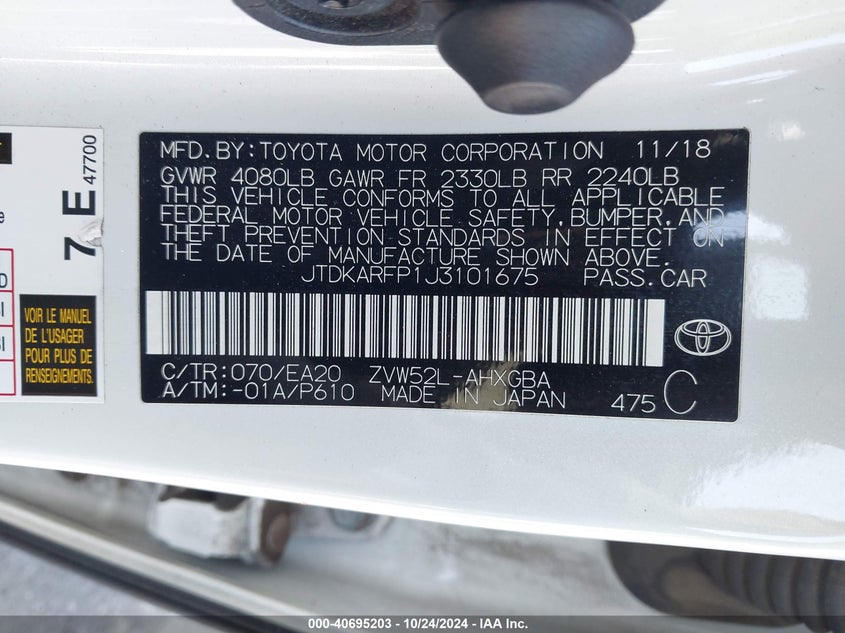 MFD.BY:TOYOTA MOTOR CORPORATION 11/18
GVWR 4080LB GAWR FR 2330LB RR 2240LB
THIS VEHICLE CONFORMS TO ALL APPLICABLE
FEDERAL MOTOR VEHICLE SAFETY,BUMPER,AND
THEFT PREVENTION STANDARDS IN EFFECT ON
THE DATE OF MANUFACTURE SHOWN ABOVE.
JTDKARFP1J3101675 PASS.CAR
C/TR:070/EA20 ZVW52L-AHXGBA
A/TM:-01A/P610 MADE IN JAPAN 475 C
7 E 47700
VOIR LE MANUEL
DE L'USAGER
POUR PLUS DE
RENSEIGNEMENTS
000-40695203 - 10/24/2024 - IAA Inc.